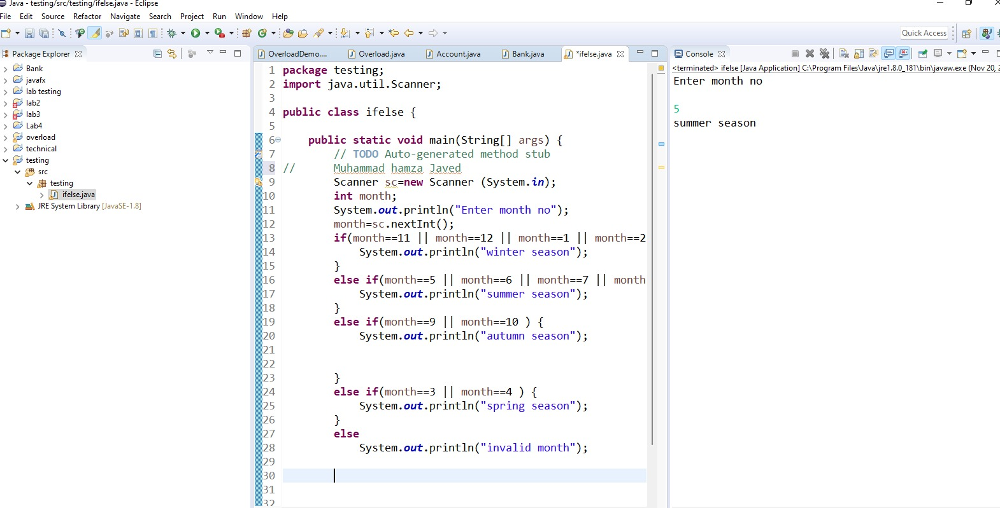 Java - testing/src/testing/ifelse.java - Eclipse
File Edit Source Refactor Navigate Search Project Run Window Help
Quick Access
Package Explorer
Bank
javafx
lab testing
lab2
lab3
Lab4
overload
technical
testing
src
testing
ifelse.java
JRE System Library [JavaSE-1.8]
OverloadDemo.... Overload.java Account.java Bank.java *ifelse.java
1 package testing;
2 import java.util.Scanner;
3
4 public class ifelse {
5
6 public static void main(String[] args) {
7 // TODO Auto-generated method stub
8 // Muhammad hamza Javed
9 Scanner sc=new Scanner (System.in);
10 int month;
11 System.out.println("Enter month no");
12 month=sc.nextInt();
13 if(month==11 || month==12 || month==1 || month==2
14 System.out.println("winter season");
15 }
16 else if(month==5 || month==6 || month==7 || month
17 System.out.println("summer season");
18 }
19 else if(month==9 || month==10 ) {
20 System.out.println("autumn season");
21
22
23 }
24 else if(month==3 || month==4 ) {
25 System.out.println("spring season");
26 }
27 else
28 System.out.println("invalid month");
29
30
31
32
Console
<terminated> ifelse [Java Application] C:\Program Files\Java\jre1.8.0_181\bin\javaw.exe (Nov 20, 2
Enter month no
5
summer season